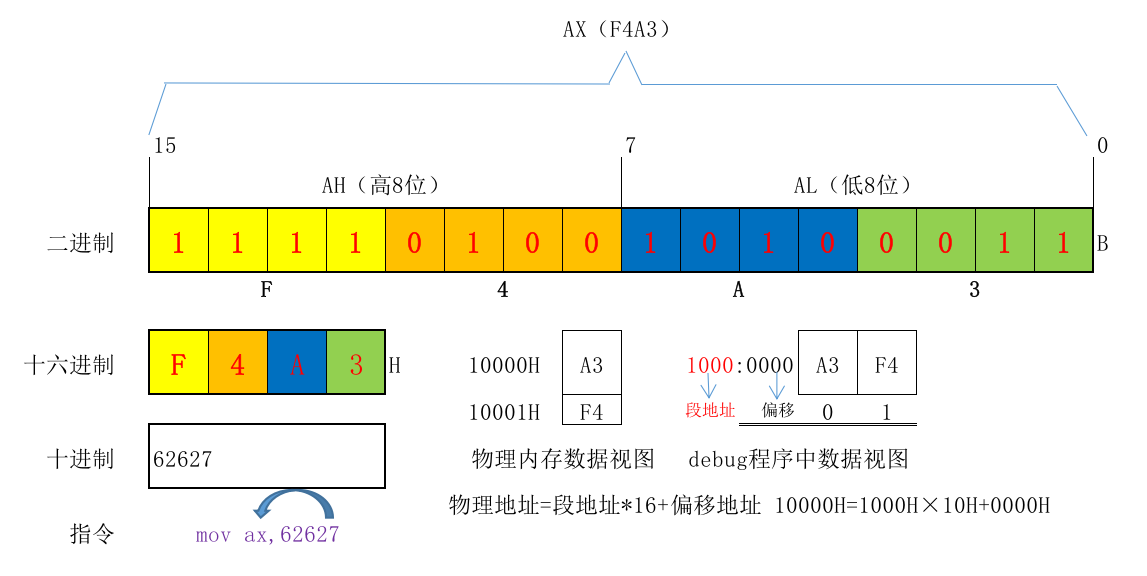 AX（F4A3）
15 7 0
AH（高8位） AL（低8位）
二进制 1 1 1 1 0 1 0 0 1 0 1 0 0 0 1 1 B
F 4 A 3
十六进制 F 4 A 3 H 10000H A3 1000:0000 A3 F4
10001H F4 段地址 偏移 0 1
十进制 62627 物理内存数据视图 debug程序中数据视图
物理地址=段地址*16+偏移地址 10000H=1000H×10H+0000H
指令 mov ax,62627